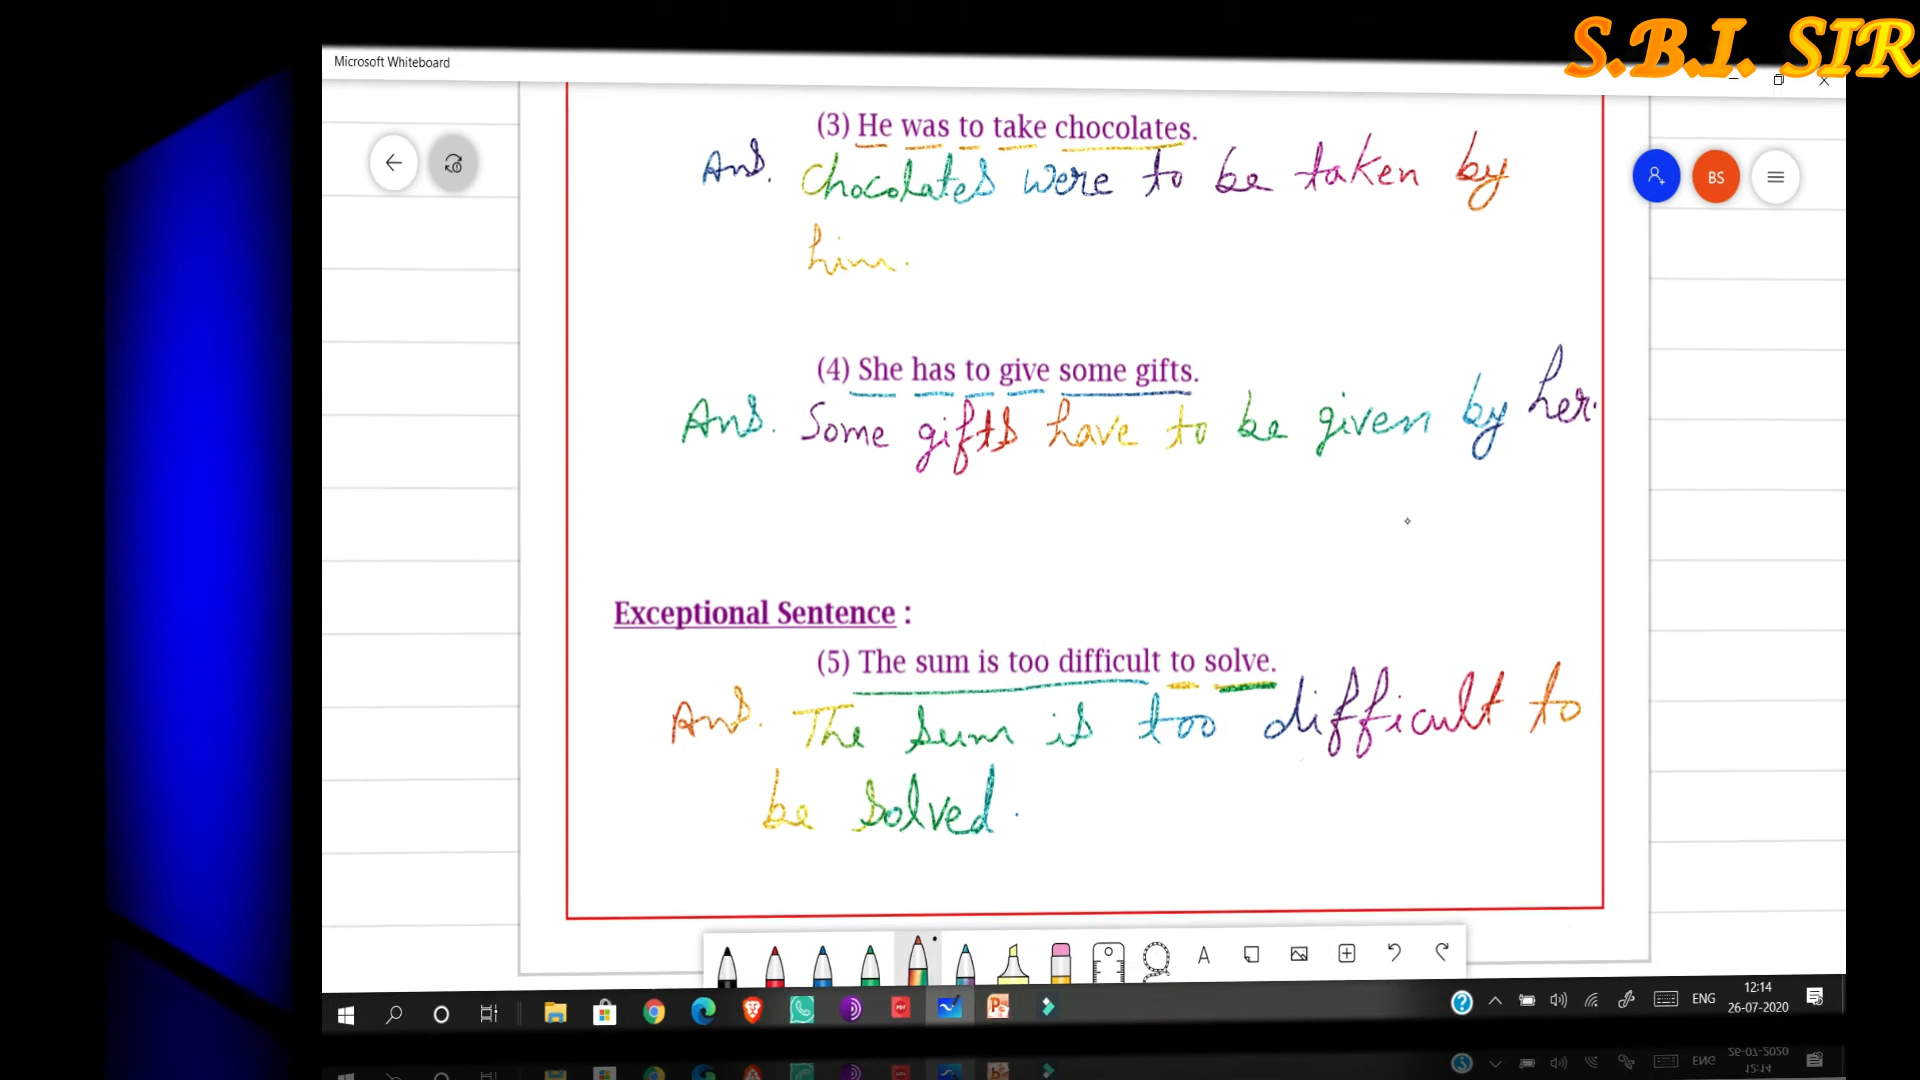 S.B.I. SIR
Microsoft Whiteboard
(3) He was to take chocolates.
Ans. Chocolates were to be taken by
him.
BS
(4) She has to give some gifts.
Ans. Some gifts have to be given by her.
Exceptional Sentence :
(5) The sum is too difficult to solve.
Ans. The sum is too difficult to
be solved.
A
ENG
12:14
26-07-2020